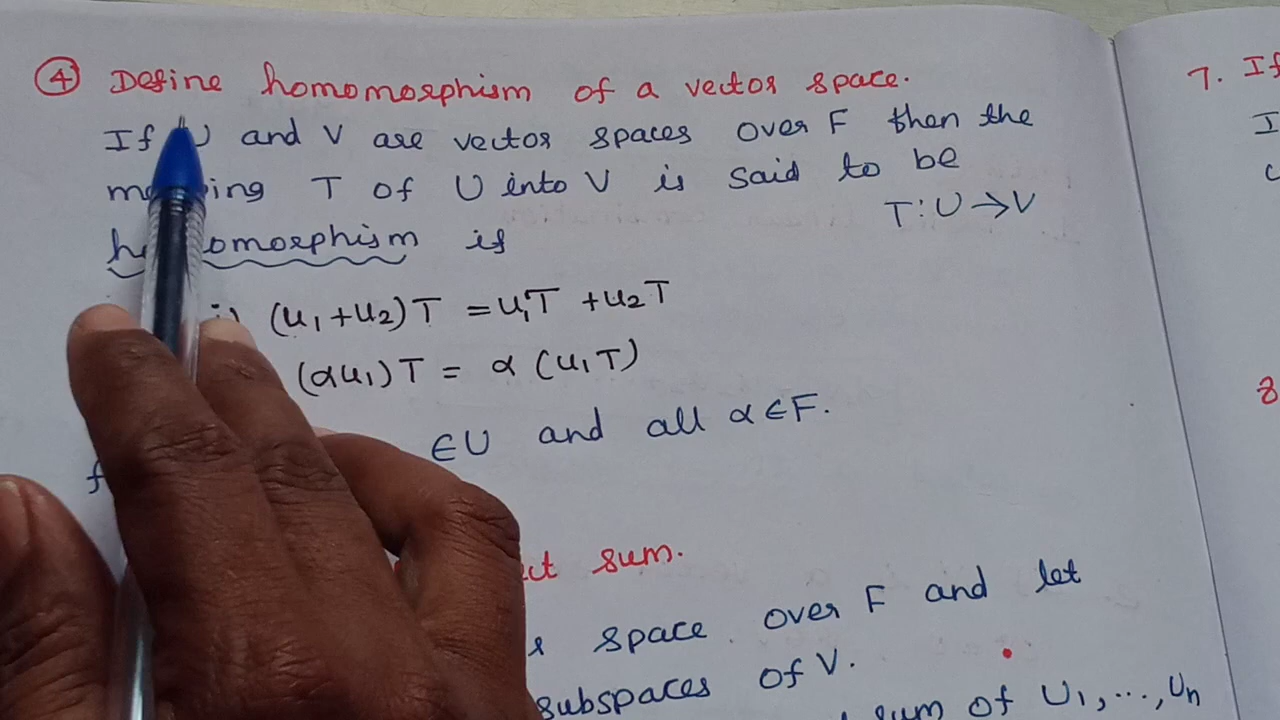 ④ Define homomorphism of a vector space.
If U and V are vector spaces over F then the
T of U into V is said to be
T : U → V
is
(u₁+u₂)T = u₁T + u₂T
(αu₁)T = α(u₁T)
∈U and all α∈F.
sum.
space over F and let
subspaces of V.
sum of U₁,...,Un
7. If
I
8